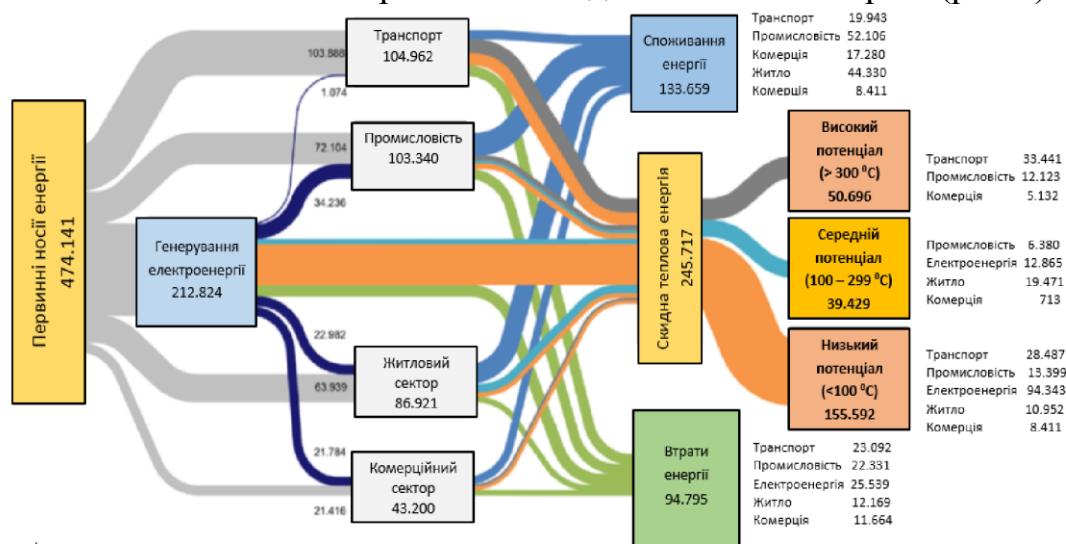 Первинні носії енергії
474.141
103.888
1.074
72.104
34.236
22.982
63.939
21.784
21.416
Генерування
електроенергії
212.824
Транспорт
104.962
Промисловість
103.340
Житловий
сектор
86.921
Комерційний
сектор
43.200
Споживання
енергії
133.659
Транспорт 19.943
Промисловість 52.106
Комерція 17.280
Житло 44.330
Комерція 8.411
Скидна теплова енергія
245.717
Високий
потенціал
(> 300 ⁰С)
50.696
Транспорт 33.441
Промисловість 12.123
Комерція 5.132
Середній
потенціал
(100 – 299 ⁰С)
39.429
Промисловість 6.380
Електроенергія 12.865
Житло 19.471
Комерція 713
Низький
потенціал
(<100 ⁰С)
155.592
Транспорт 28.487
Промисловість 13.399
Електроенергія 94.343
Житло 10.952
Комерція 8.411
Втрати
енергії
94.795
Транспорт 23.092
Промисловість 22.331
Електроенергія 25.539
Житло 12.169
Комерція 11.664